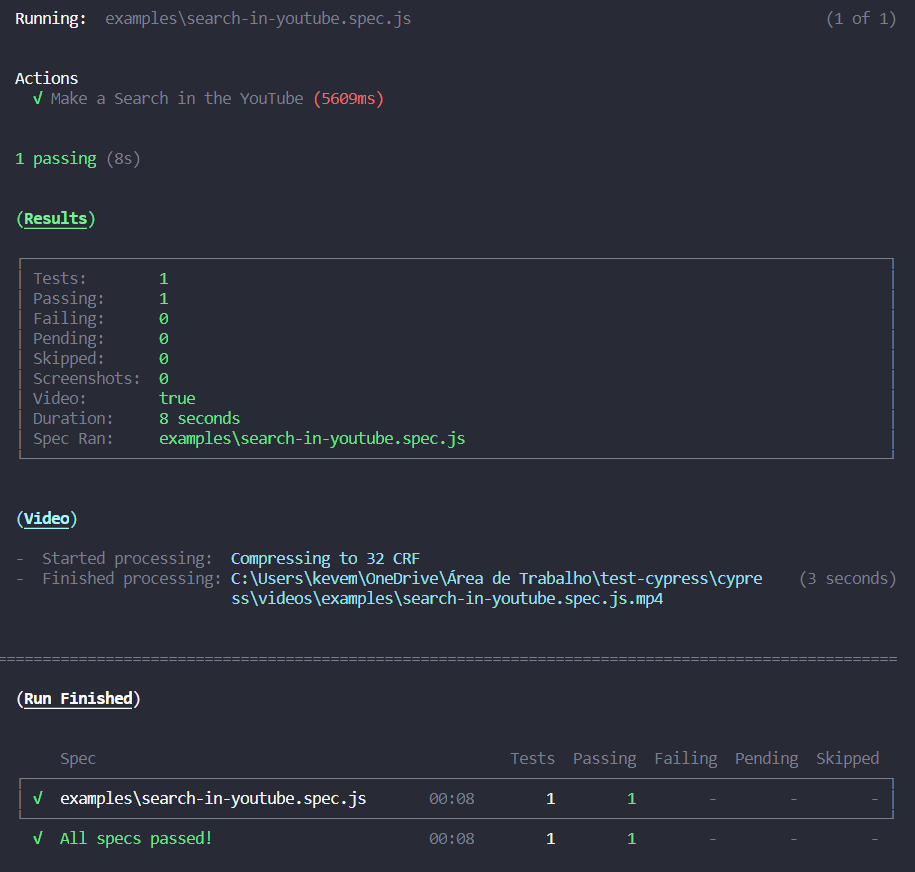 Running:  examples\search-in-youtube.spec.js (1 of 1)
Actions
√ Make a Search in the YouTube (5609ms)
1 passing (8s)
(Results)
Tests: 1
Passing: 1
Failing: 0
Pending: 0
Skipped: 0
Screenshots: 0
Video: true
Duration: 8 seconds
Spec Ran: examples\search-in-youtube.spec.js
(Video)
- Started processing: Compressing to 32 CRF
- Finished processing: C:\Users\kevem\OneDrive\Área de Trabalho\test-cypress\cypre (3 seconds)
ss\videos\examples\search-in-youtube.spec.js.mp4
====================================================================================================
(Run Finished)
Spec Tests Passing Failing Pending Skipped
√ examples\search-in-youtube.spec.js 00:08 1 1 - - -
√ All specs passed! 00:08 1 1 - - -